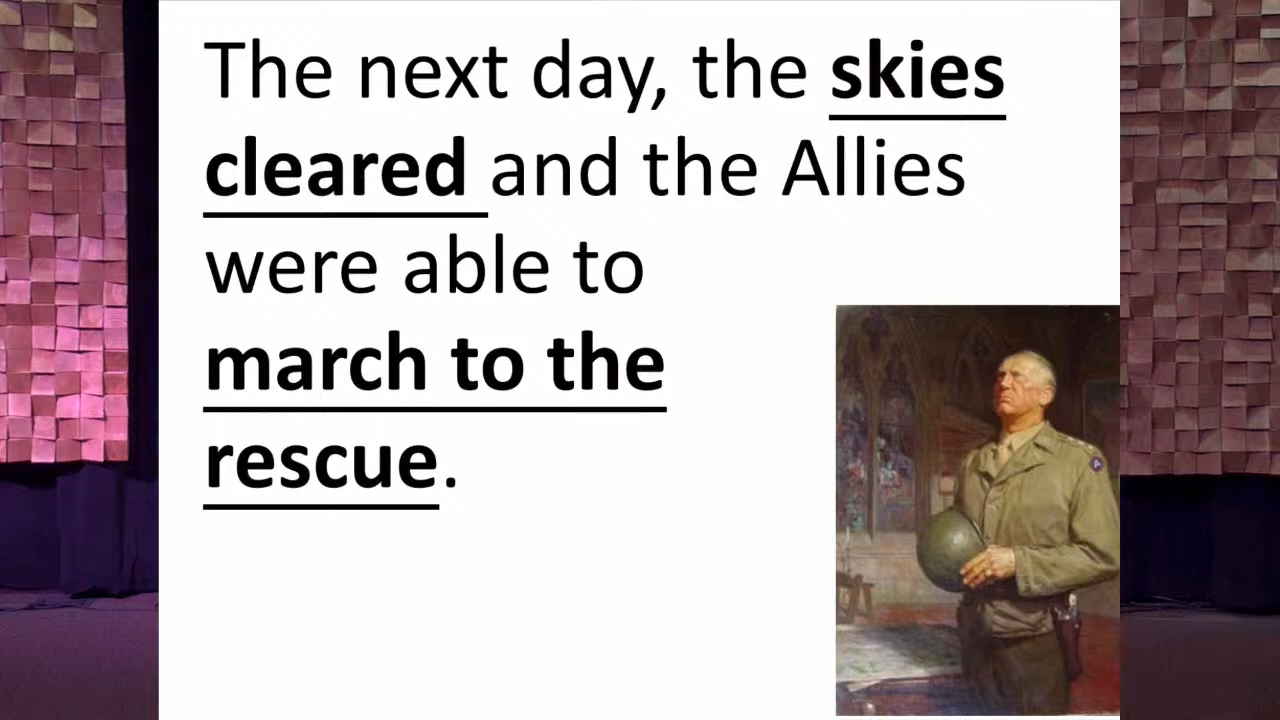 The next day, the skies
cleared and the Allies
were able to
march to the
rescue.